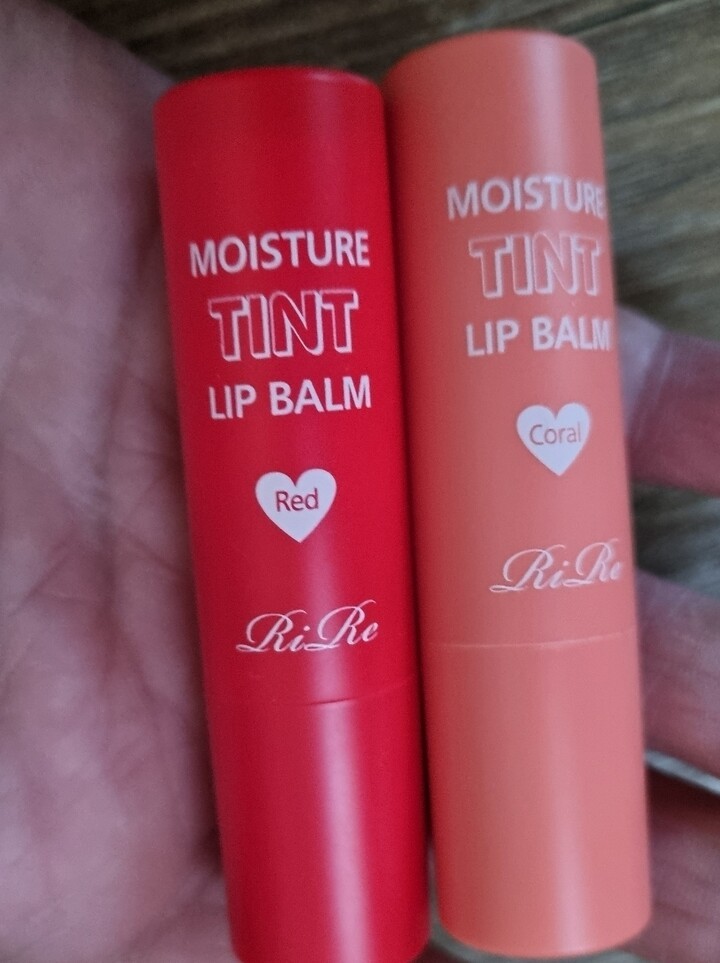 MOISTURE
TINT
LIP BALM
Red
RiRe
MOISTURE
TINT
LIP BALM
Coral
RiRe